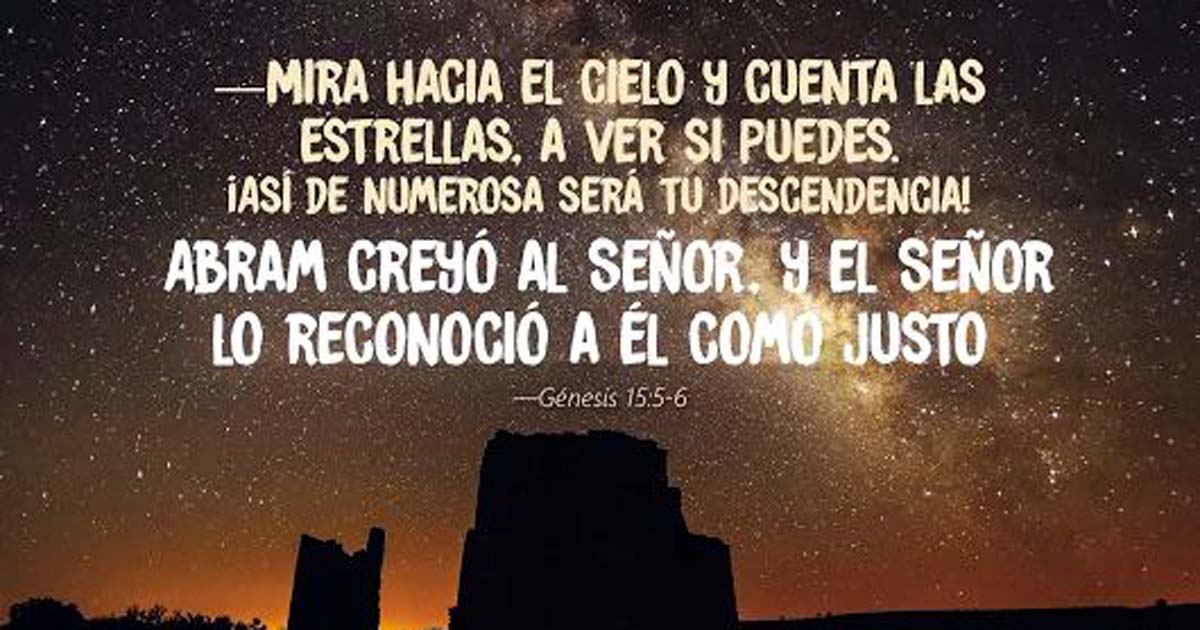 —MIRA HACIA EL CIELO Y CUENTA LAS
ESTRELLAS, A VER SI PUEDES.
¡ASÍ DE NUMEROSA SERÁ TU DESCENDENCIA!
ABRAM CREYÓ AL SEÑOR, Y EL SEÑOR
LO RECONOCIÓ A ÉL COMO JUSTO
—Génesis 15:5-6